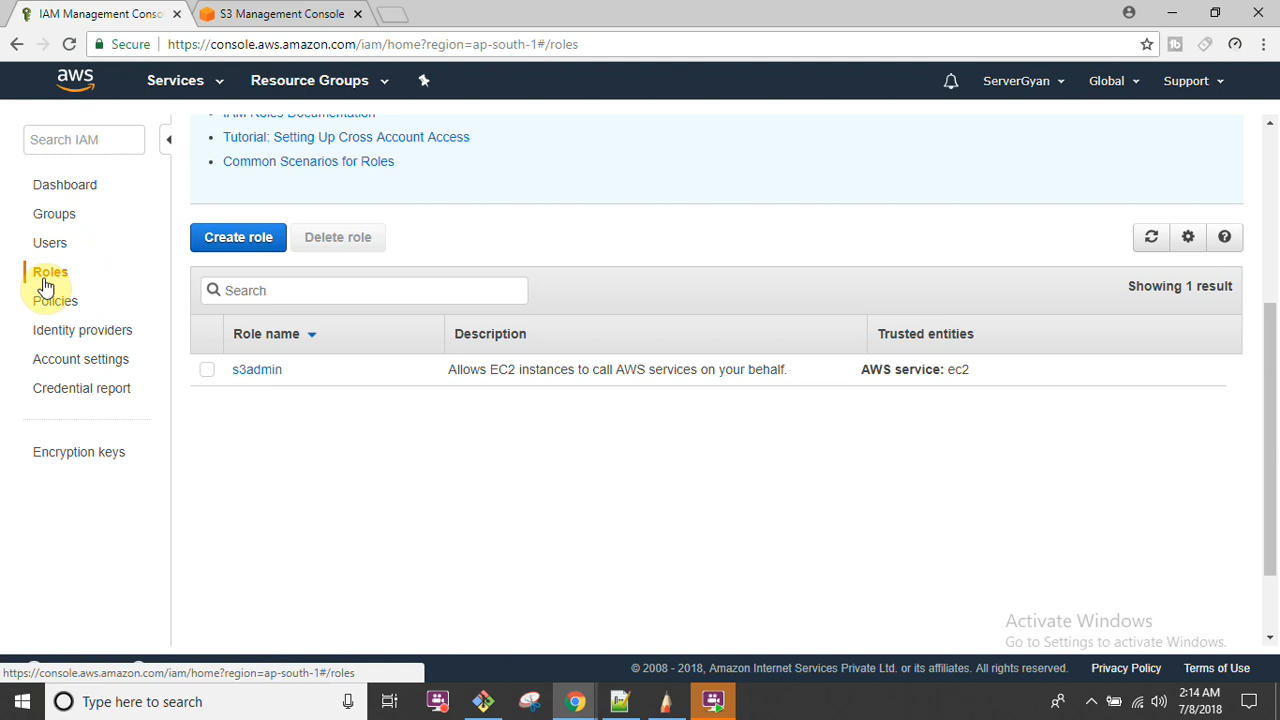 IAM Management Conso
S3 Management Console
Secure
https://console.aws.amazon.com/iam/home?region=ap-south-1#/roles
aws
Services
Resource Groups
ServerGyan
Global
Support
Search IAM
Dashboard
Groups
Users
Roles
Policies
Identity providers
Account settings
Credential report
Encryption keys
IAM Roles Documentation
Tutorial: Setting Up Cross Account Access
Common Scenarios for Roles
Create role
Delete role
Search
Showing 1 result
Role name
Description
Trusted entities
s3admin
Allows EC2 instances to call AWS services on your behalf.
AWS service: ec2
Activate Windows
Go to Settings to activate Windows.
https://console.aws.amazon.com/iam/home?region=ap-south-1#/roles
© 2008 - 2018, Amazon Internet Services Private Ltd. or its affiliates. All rights reserved.
Privacy Policy
Terms of Use
Type here to search
2:14 AM
7/8/2018